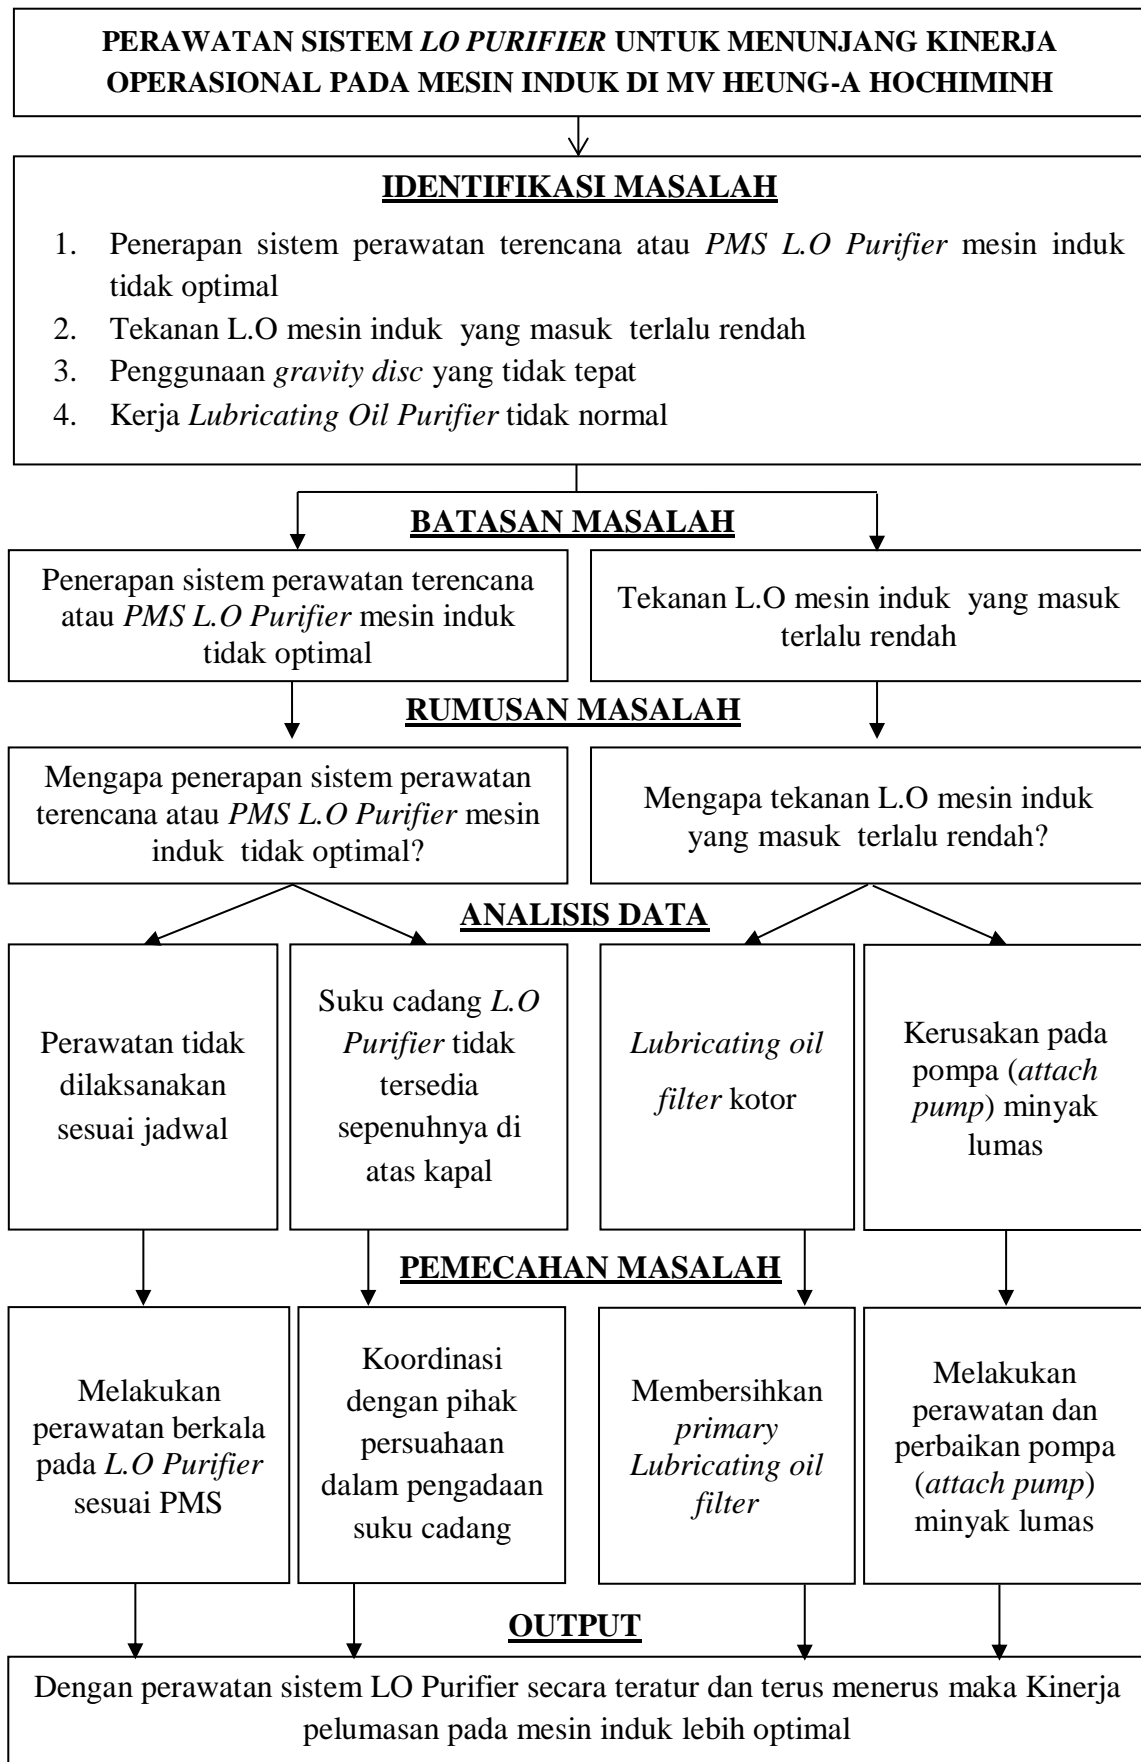 PERAWATAN SISTEM LO PURIFIER UNTUK MENUNJANG KINERJA
OPERASIONAL PADA MESIN INDUK DI MV HEUNG-A HOCHIMINH
IDENTIFIKASI MASALAH
1. Penerapan sistem perawatan terencana atau PMS L.O Purifier mesin induk
tidak optimal
2. Tekanan L.O mesin induk yang masuk terlalu rendah
3. Penggunaan gravity disc yang tidak tepat
4. Kerja Lubricating Oil Purifier tidak normal
BATASAN MASALAH
Penerapan sistem perawatan terencana
atau PMS L.O Purifier mesin induk
tidak optimal
Tekanan L.O mesin induk yang masuk
terlalu rendah
RUMUSAN MASALAH
Mengapa penerapan sistem perawatan
terencana atau PMS L.O Purifier mesin
induk tidak optimal?
Mengapa tekanan L.O mesin induk
yang masuk terlalu rendah?
ANALISIS DATA
Perawatan tidak
dilaksanakan
sesuai jadwal
Suku cadang L.O
Purifier tidak
tersedia
sepenuhnya di
atas kapal
Lubricating oil
filter kotor
Kerusakan pada
pompa (attach
pump) minyak
lumas
PEMECAHAN MASALAH
Melakukan
perawatan berkala
pada L.O Purifier
sesuai PMS
Koordinasi
dengan pihak
persuahaan
dalam pengadaan
suku cadang
Membersihkan
primary
Lubricating oil
filter
Melakukan
perawatan dan
perbaikan pompa
(attach pump)
minyak lumas
OUTPUT
Dengan perawatan sistem LO Purifier secara teratur dan terus menerus maka Kinerja
pelumasan pada mesin induk lebih optimal